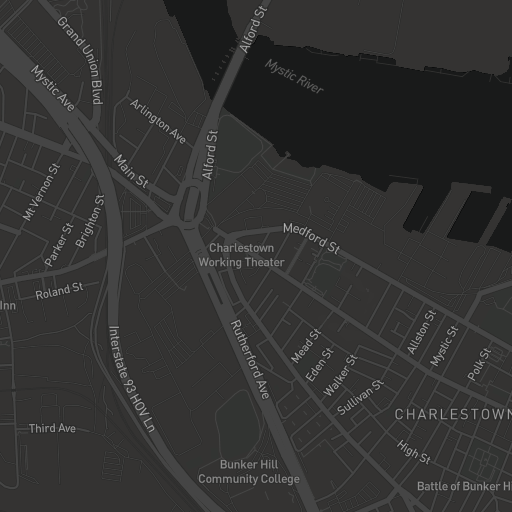 Alford St
Grand Union Blvd
Mystic Ave
Mystic River
Arlington Ave
Alford St
Main St
Mt Vernon St
Brighton St
Parker St
Medford St
Charlestown
Working Theater
Roland St
Inn
Interstate 93 HOV Ln
Rutherford Ave
Mead St
Eden St
Walker St
Sullivan St
Allston St
Mystic St
Polk St
CHARLESTOWN
Third Ave
High St
Bunker Hill
Community College
Battle of Bunker H